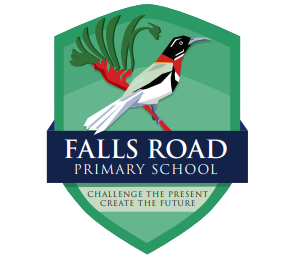 FALLS ROAD
PRIMARY SCHOOL
CHALLENGE THE PRESENT
CREATE THE FUTURE